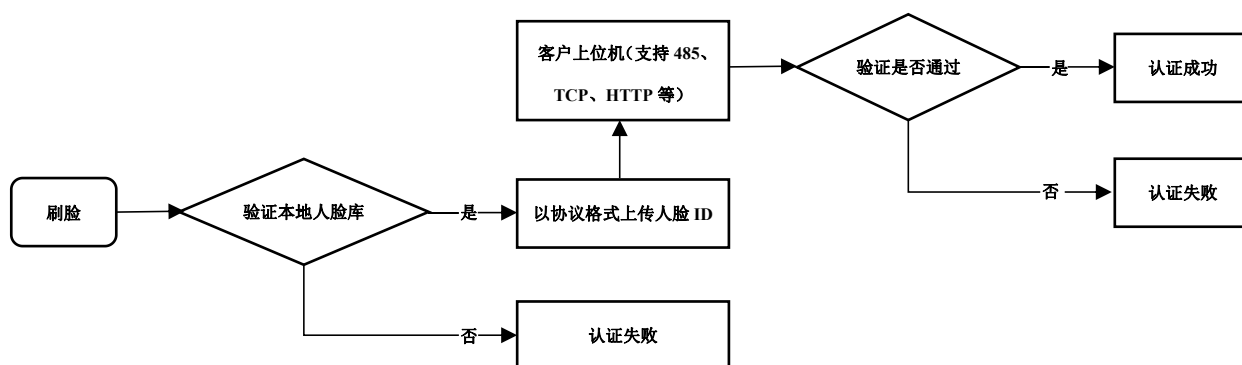 刷脸
验证本地人脸库
是
以协议格式上传人脸 ID
客户上位机（支持 485、
TCP、HTTP 等）
验证是否通过
是
认证成功
否
认证失败
否
认证失败